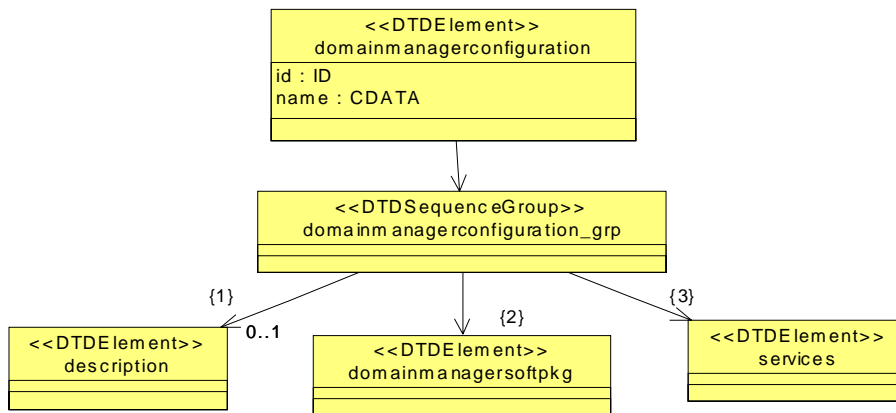 <<DTDElement>>
domainmanagerconfiguration
id : ID
name : CDATA
<<DTDSequenceGroup>>
domainmanagerconfiguration_grp
{1}
{2}
{3}
0..1
<<DTDElement>>
description
<<DTDElement>>
domainmanagersoftpkg
<<DTDElement>>
services